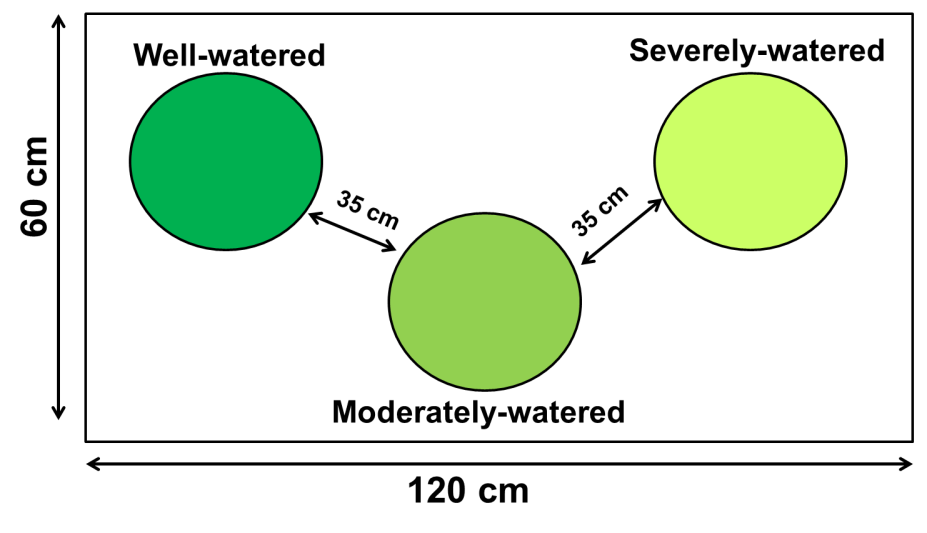 Well-watered
Severely-watered
60 cm
35 cm
35 cm
Moderately-watered
120 cm